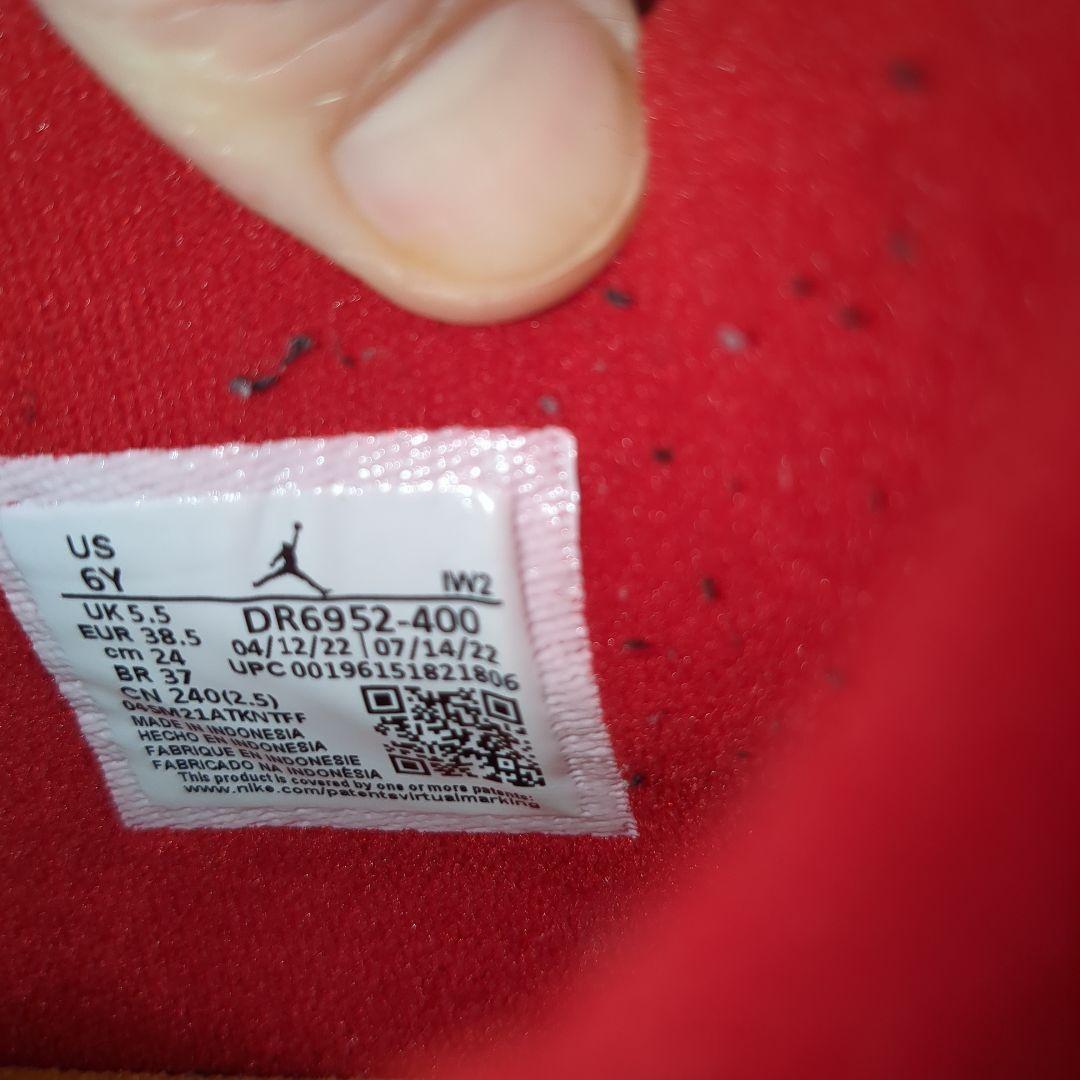 US
6Y
IW2
UK 5.5
EUR 38.5
cm 24
BR 37
CN 240(2.5)
DR6952-400
04/12/22 | 07/14/22
UPC 00196151821806
04SM21ATKNTFF
MADE IN INDONESIA
HECHO EN INDONESIA
FABRIQUE EN INDONESIE
FABRICADO NA INDONÉSIA
This product is covered by one or more patents:
www.nike.com/patentsvirtualmarking